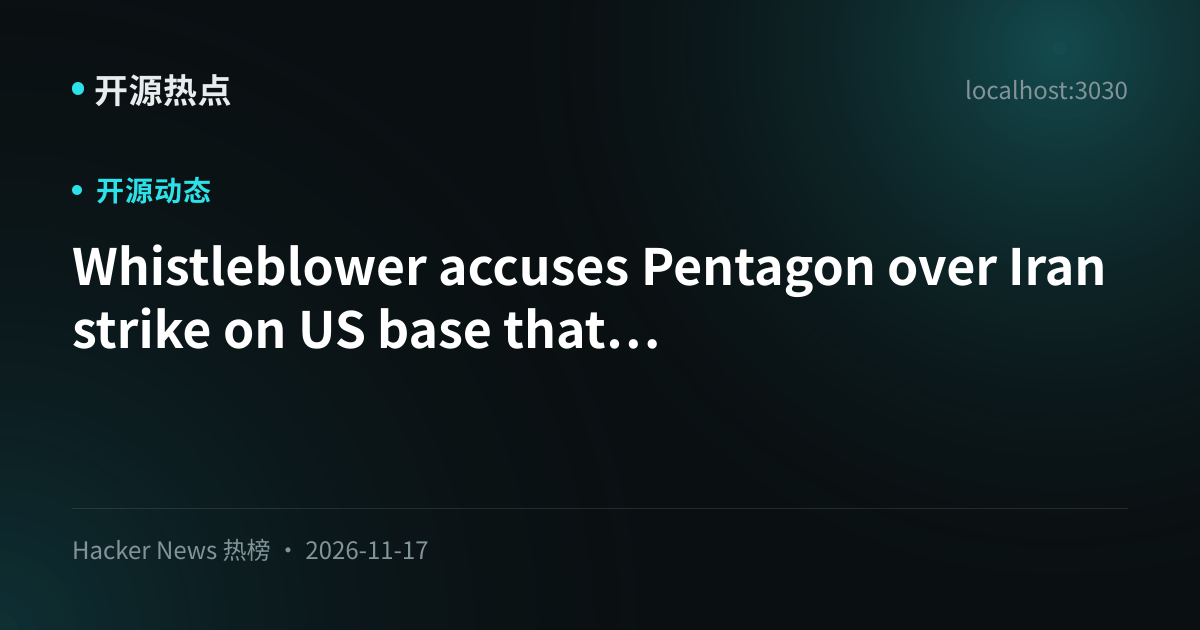 开源热点
localhost:3030
开源动态
Whistleblower accuses Pentagon over Iran
strike on US base that…
Hacker News 热榜 · 2026-11-17